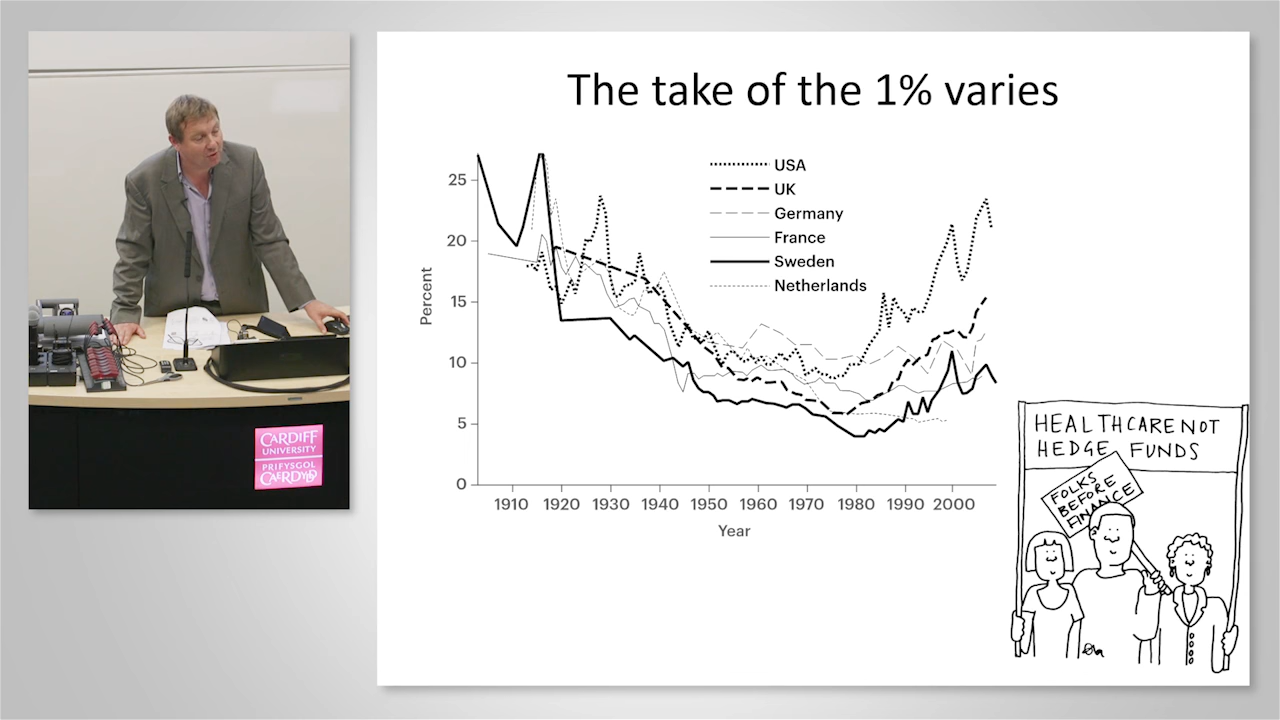 The take of the 1% varies
USA
UK
Germany
France
Sweden
Netherlands
Percent
25
20
15
10
5
0
1910 1920 1930 1940 1950 1960 1970 1980 1990 2000
Year
HEALTHCARE NOT
HEDGE FUNDS
FOLKS
BEFORE
FINANCE
CARDIFF
UNIVERSITY
PRIFYSGOL
CAERDYDD